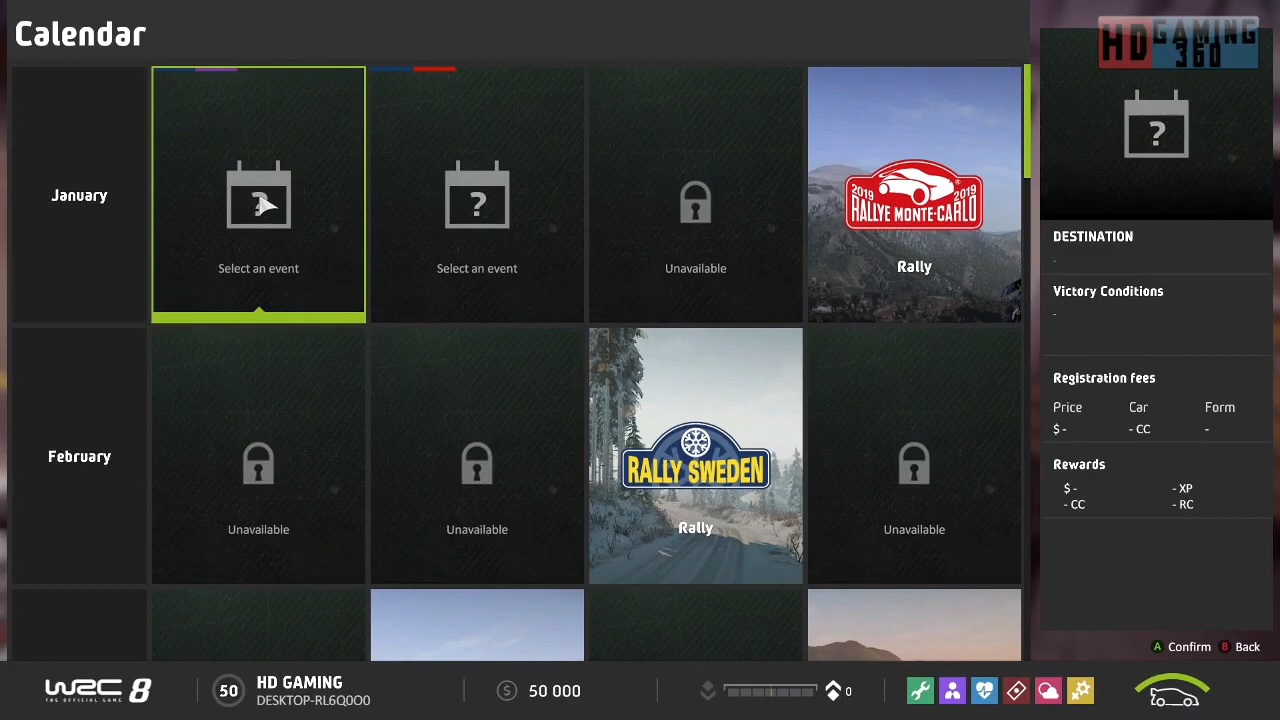 Calendar
HD GAMING 360
January
?
Select an event
?
Select an event
Unavailable
2019 2019
RALLYE MONTE-CARLO
Rally
February
Unavailable
Unavailable
RALLY SWEDEN
Rally
Unavailable
?
DESTINATION
-
Victory Conditions
-
Registration fees
Price Car Form
$ - - CC -
Rewards
$ - - XP
- CC - RC
A Confirm B Back
WRC 8
THE OFFICIAL GAME
50
HD GAMING
DESKTOP-RL6Q0O0
$ 50 000
0